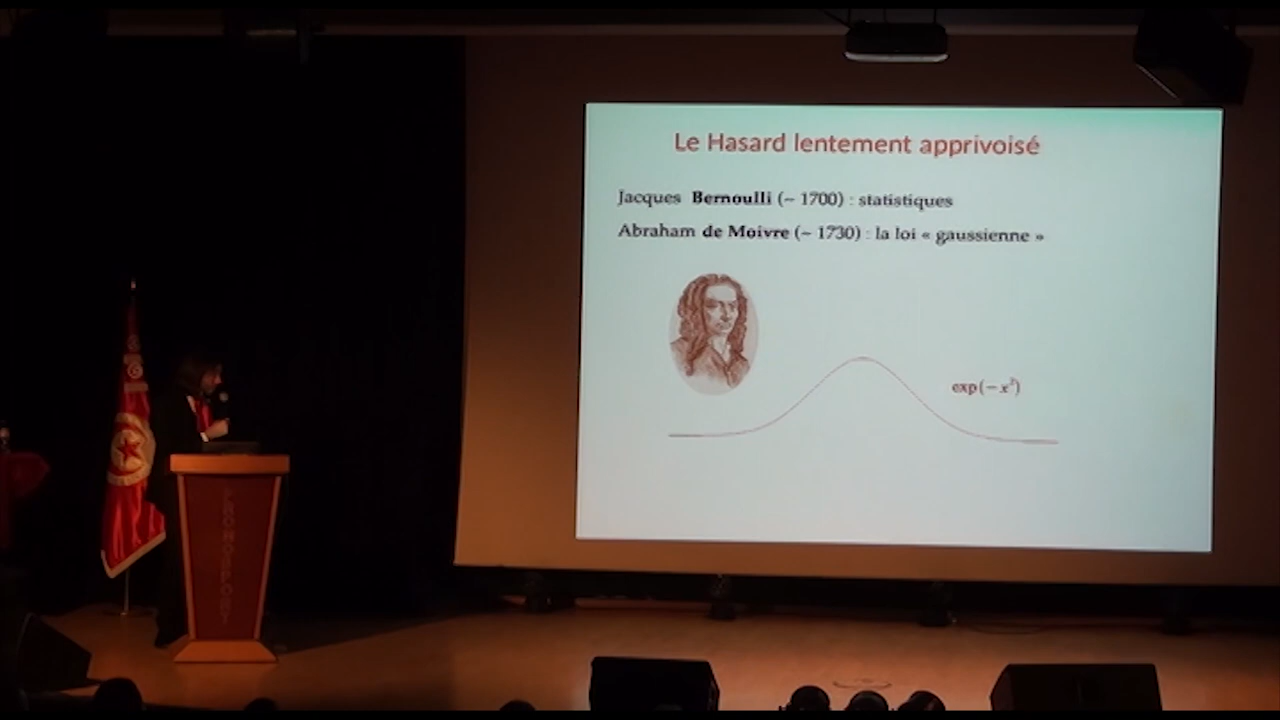 Le Hasard lentement apprivoisé
Jacques Bernoulli (~ 1700) : statistiques
Abraham de Moivre (~ 1730) : la loi « gaussienne »
exp(−x²)